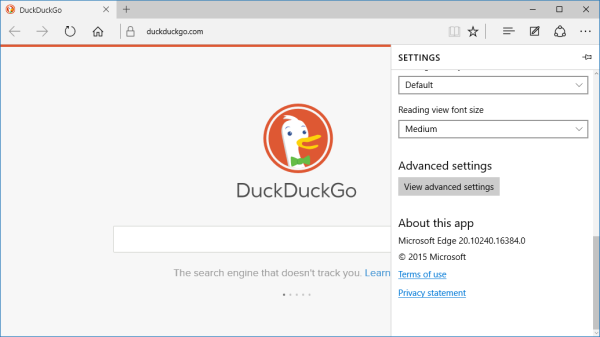 DuckDuckGo
duckduckgo.com
SETTINGS
Default
Reading view font size
Medium
Advanced settings
View advanced settings
About this app
Microsoft Edge 20.10240.16384.0
© 2015 Microsoft
Terms of use
Privacy statement
DuckDuckGo
The search engine that doesn't track you. Learn